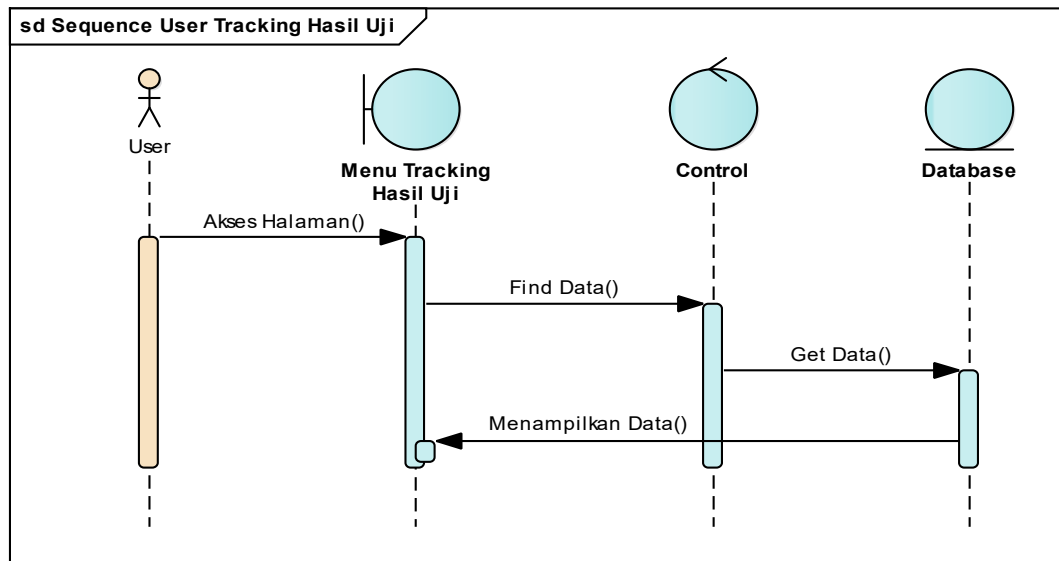 sd Sequence User Tracking Hasil Uji
User
Menu Tracking
Hasil Uji
Control
Database
Akses Halaman()
Find Data()
Get Data()
Menampilkan Data()